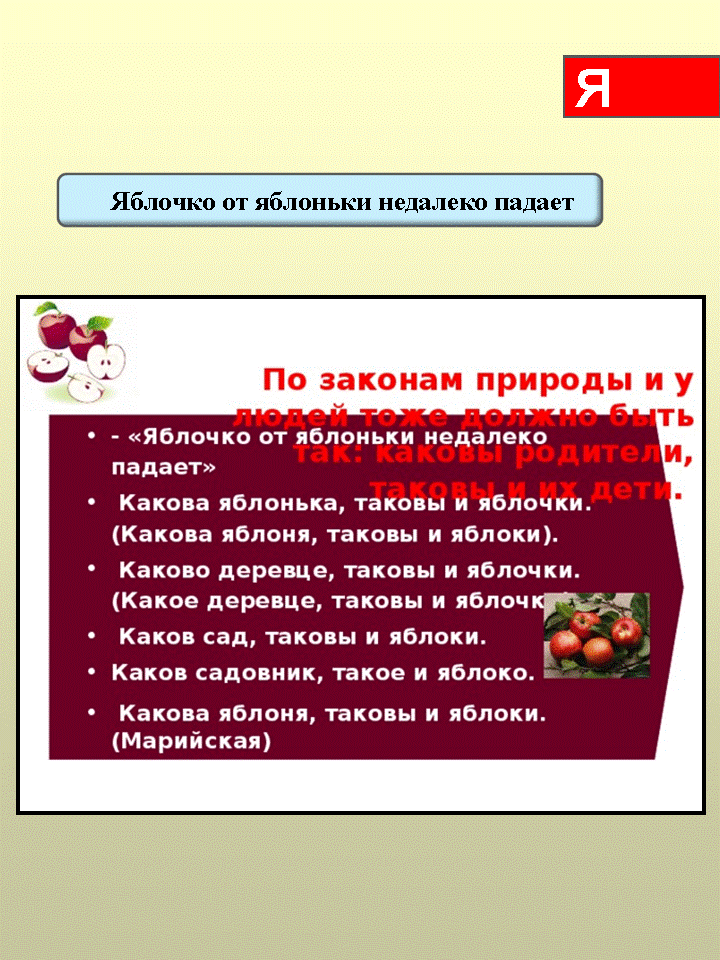 Я
Яблочко от яблоньки недалеко падает
По законам природы и у
людей тоже должно быть
так: каковы родители,
таковы и их дети.
• - «Яблочко от яблоньки недалеко
падает»
• Какова яблонька, таковы и яблочки.
(Какова яблоня, таковы и яблоки).
• Каково деревце, таковы и яблочки.
(Какое деревце, таковы и яблочк
• Каков сад, таковы и яблоки.
• Каков садовник, такое и яблоко.
• Какова яблоня, таковы и яблоки.
(Марийская)